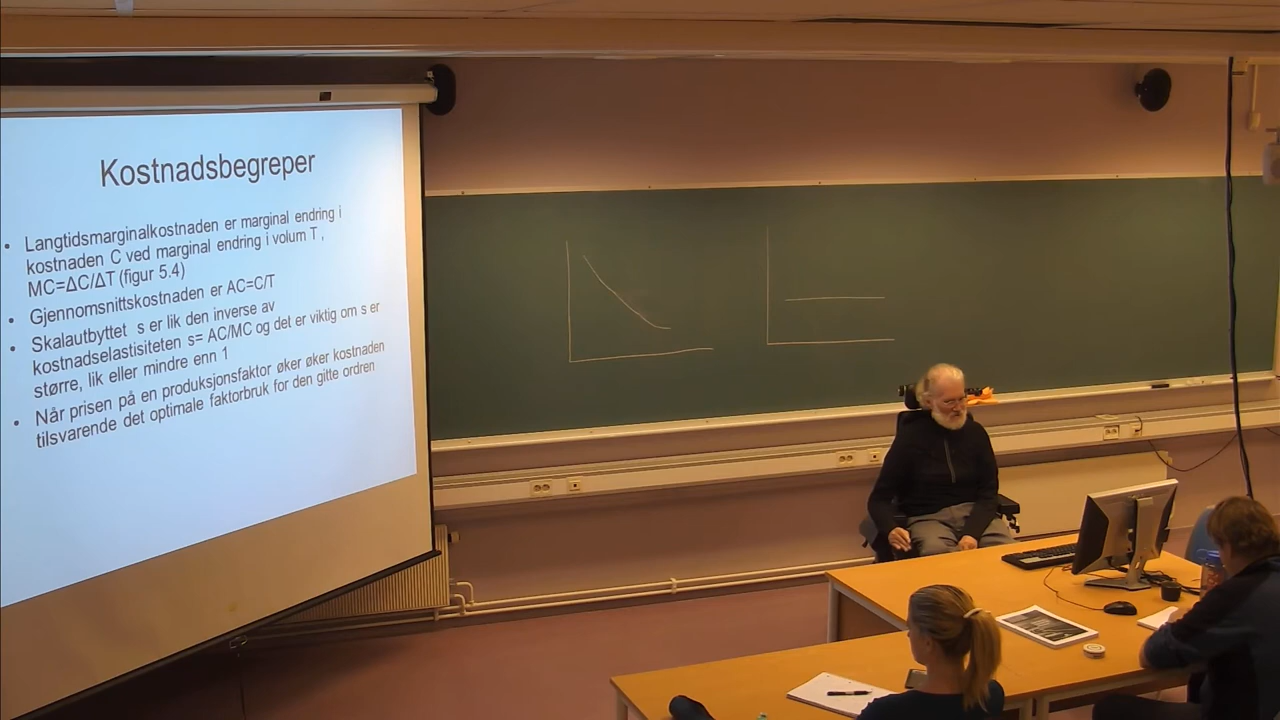 Kostnadsbegreper
• Langtidsmarginalkostnaden er marginal endring i
kostnaden C ved marginal endring i volum T ,
MC=ΔC/ΔT (figur 5.4)
• Gjennomsnittskostnaden er AC=C/T
• Skalautbyttet s er lik den inverse av
kostnadselastisiteten s= AC/MC og det er viktig om s er
større, lik eller mindre enn 1
• Når prisen på en produksjonsfaktor øker øker kostnaden
tilsvarende det optimale faktorbruk for den gitte ordren